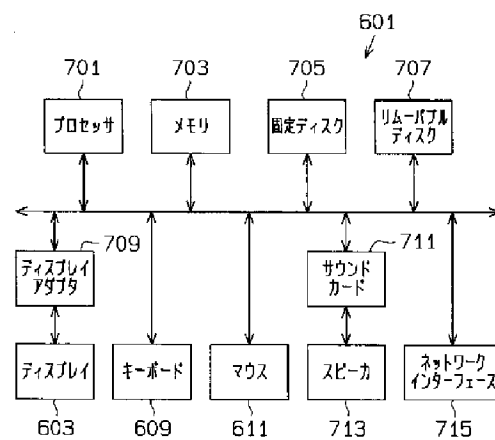 601
701
703
705
707
プロセッサ
メモリ
固定ディスク
リムーバブル
ディスク
709
711
ディスプレイ
アダプタ
サウンド
カード
ディスプレイ
キーボード
マウス
スピーカ
ネットワーク
インターフェース
603
609
611
713
715